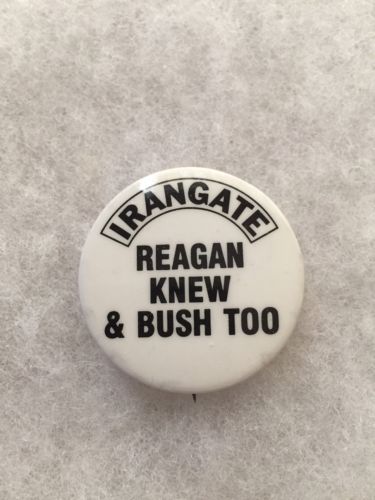 IRANGATE
REAGAN
KNEW
& BUSH TOO